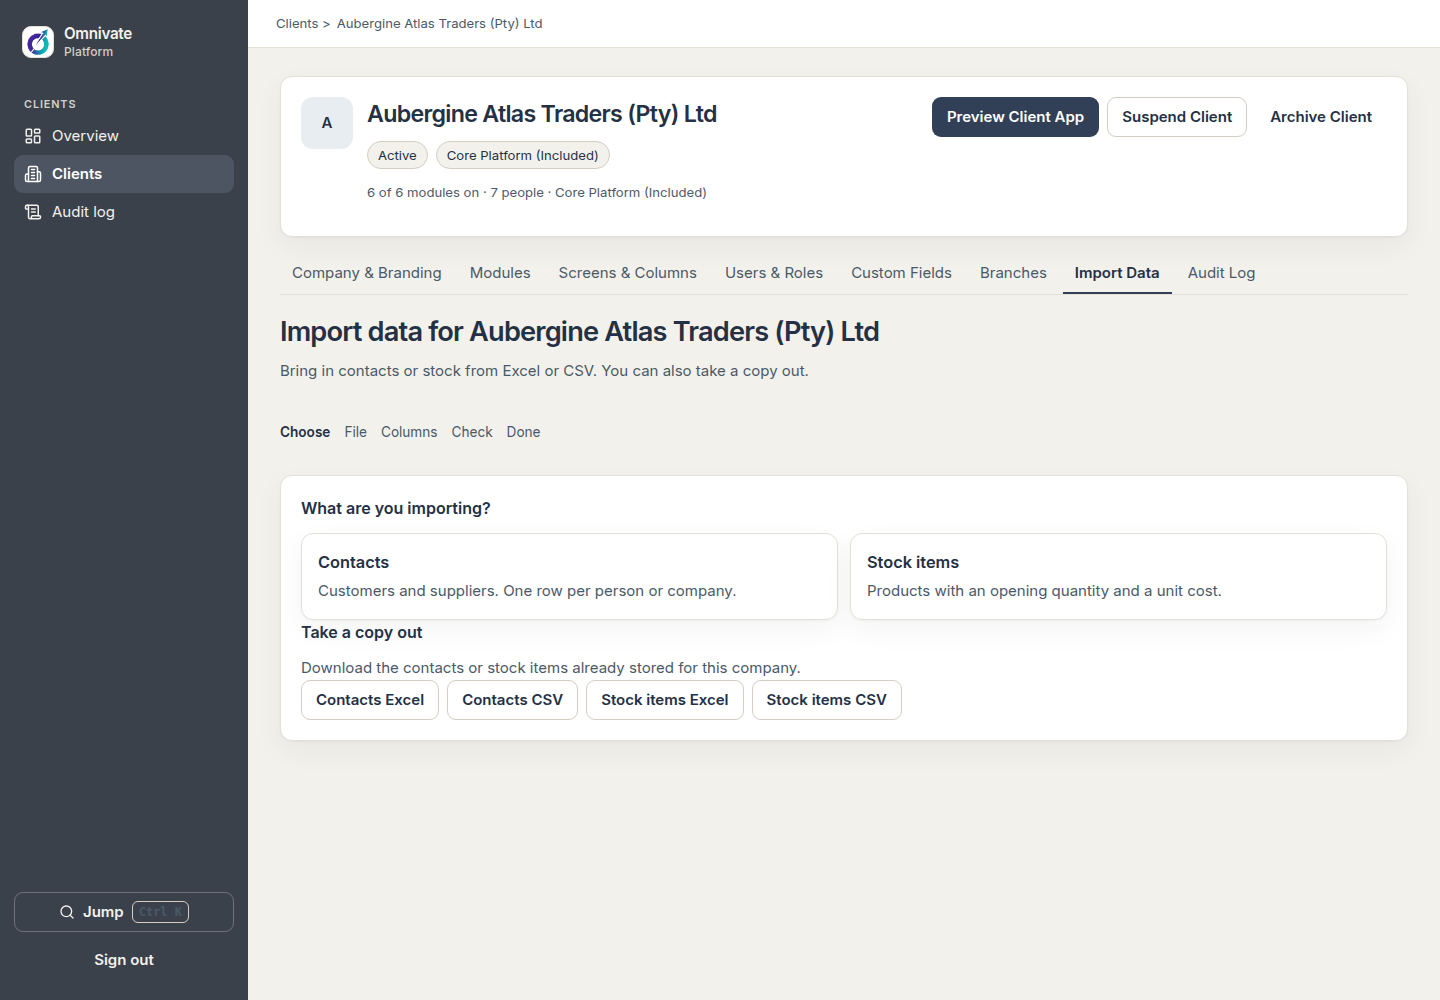 Omnivate
Platform
CLIENTS
Overview
Clients
Audit log
Jump Ctrl K
Sign out
Clients > Aubergine Atlas Traders (Pty) Ltd
A
Aubergine Atlas Traders (Pty) Ltd
Active Core Platform (Included)
6 of 6 modules on · 7 people · Core Platform (Included)
Preview Client App Suspend Client Archive Client
Company & Branding Modules Screens & Columns Users & Roles Custom Fields Branches Import Data Audit Log
Import data for Aubergine Atlas Traders (Pty) Ltd
Bring in contacts or stock from Excel or CSV. You can also take a copy out.
Choose File Columns Check Done
What are you importing?
Contacts
Customers and suppliers. One row per person or company.
Stock items
Products with an opening quantity and a unit cost.
Take a copy out
Download the contacts or stock items already stored for this company.
Contacts Excel Contacts CSV Stock items Excel Stock items CSV